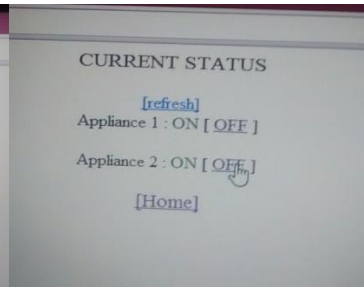 CURRENT STATUS
[refresh]
Appliance 1 : ON [ OFF ]
Appliance 2 : ON [ OFF ]
[Home]